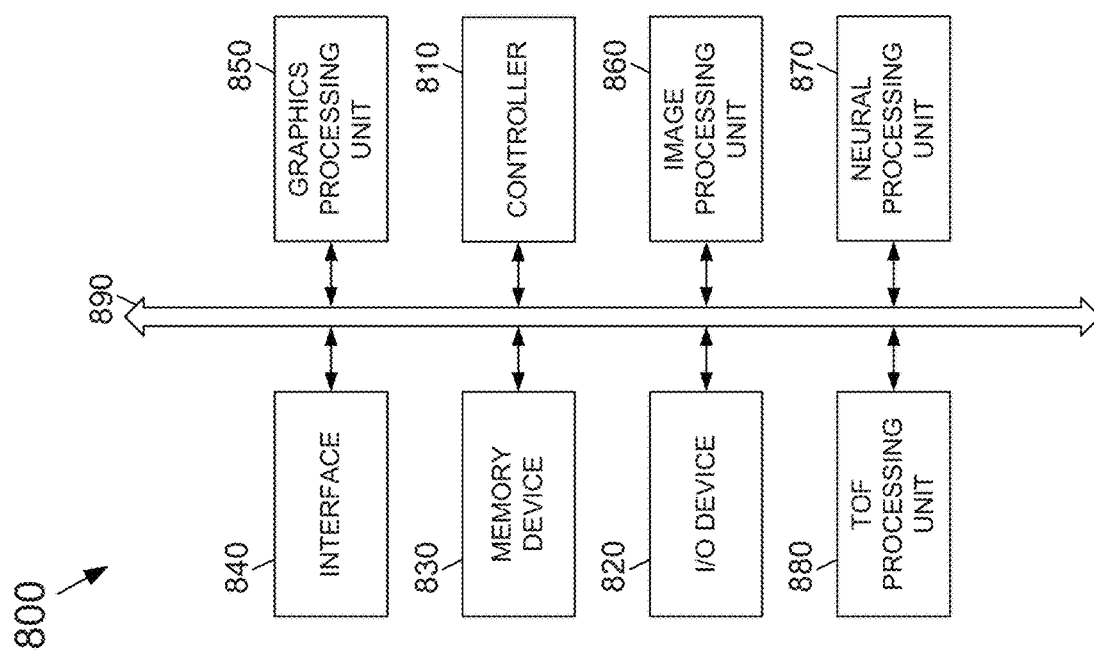 800
840
INTERFACE
830
MEMORY
DEVICE
820
I/O DEVICE
880
TOF
PROCESSING
UNIT
890
850
GRAPHICS
PROCESSING
UNIT
810
CONTROLLER
860
IMAGE
PROCESSING
UNIT
870
NEURAL
PROCESSING
UNIT